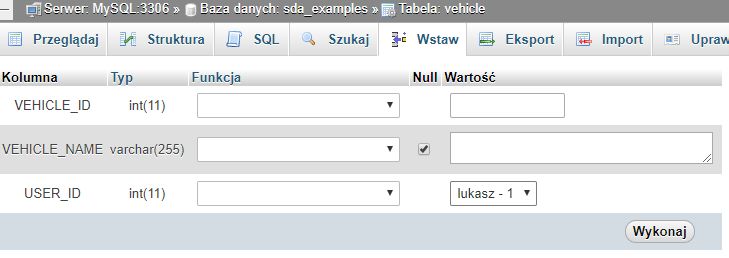 Serwer: MySQL:3306 » Baza danych: sda_examples » Tabela: vehicle
Przeglądaj Struktura SQL Szukaj Wstaw Eksport Import Upraw
Kolumna Typ Funkcja Null Wartość
VEHICLE_ID int(11)
VEHICLE_NAME varchar(255)
USER_ID int(11) lukasz - 1
Wykonaj